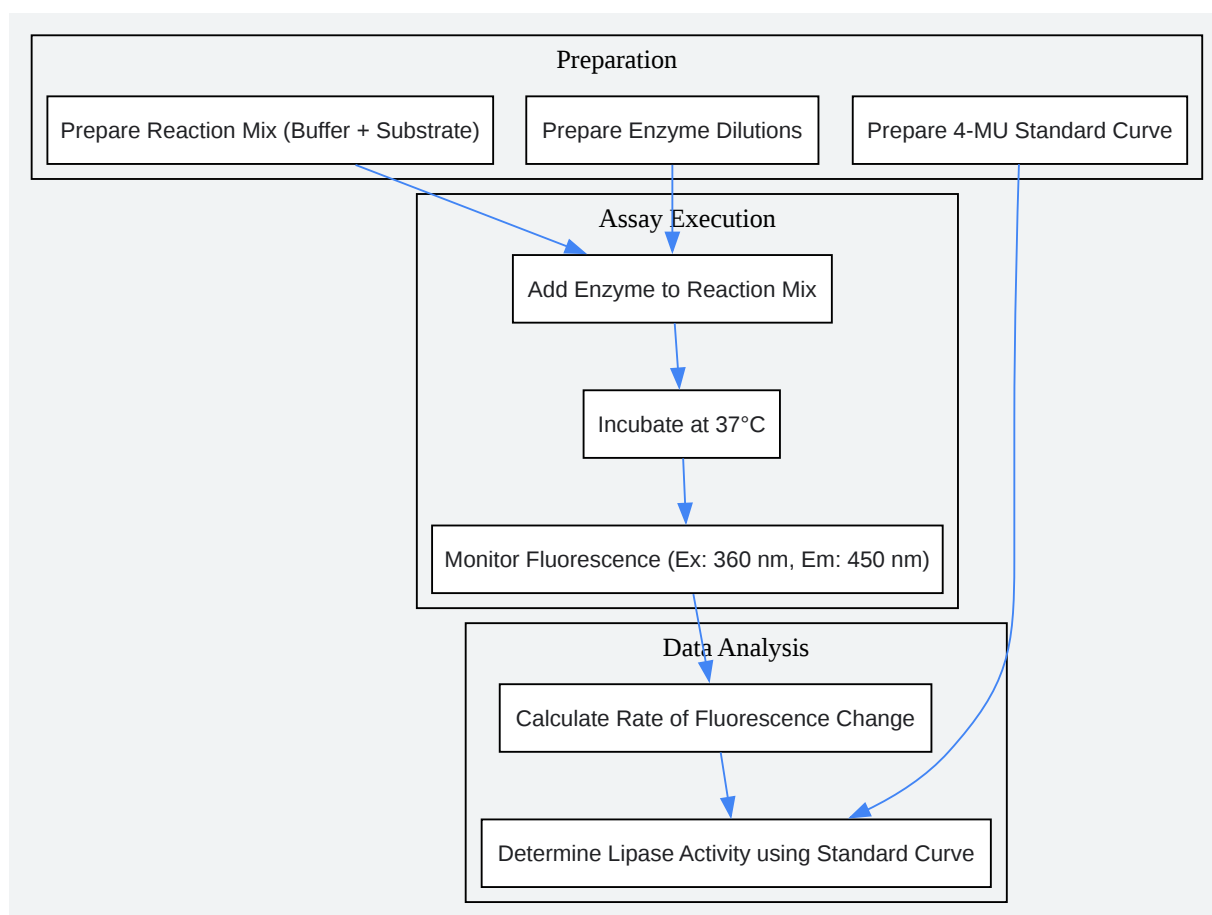 Preparation
Prepare Reaction Mix (Buffer + Substrate)
Prepare Enzyme Dilutions
Prepare 4-MU Standard Curve
Assay Execution
Add Enzyme to Reaction Mix
Incubate at 37°C
Monitor Fluorescence (Ex: 360 nm, Em: 450 nm)
Data Analysis
Calculate Rate of Fluorescence Change
Determine Lipase Activity using Standard Curve